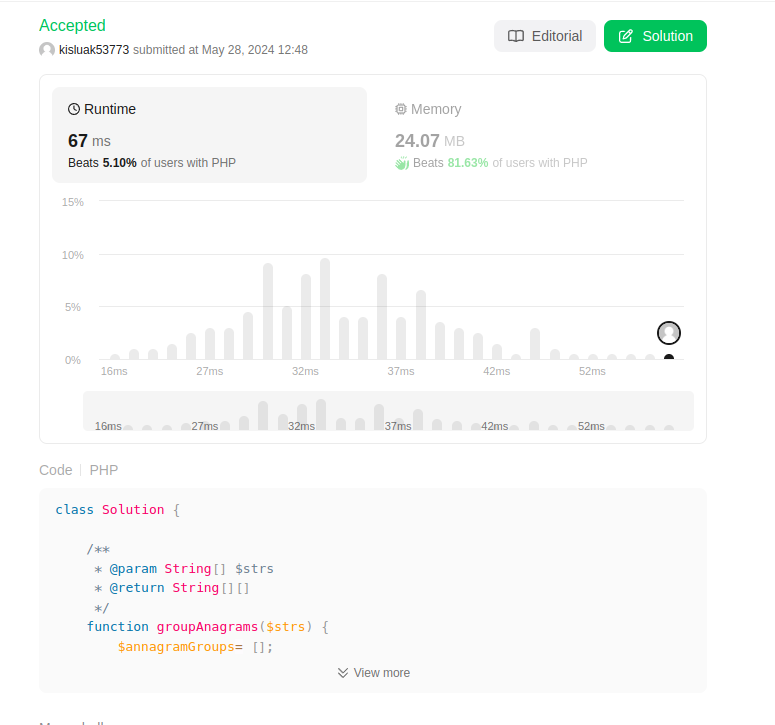 Accepted
kisluak53773 submitted at May 28, 2024 12:48
Editorial
Solution
Runtime
67 ms
Beats 5.10% of users with PHP
Memory
24.07 MB
Beats 81.63% of users with PHP
15%
10%
5%
0%
16ms 27ms 32ms 37ms 42ms 52ms
16ms 27ms 32ms 37ms 42ms 52ms
Code | PHP
class Solution {
/**
* @param String[] $strs
* @return String[][]
*/
function groupAnagrams($strs) {
$annagramGroups= [];
View more